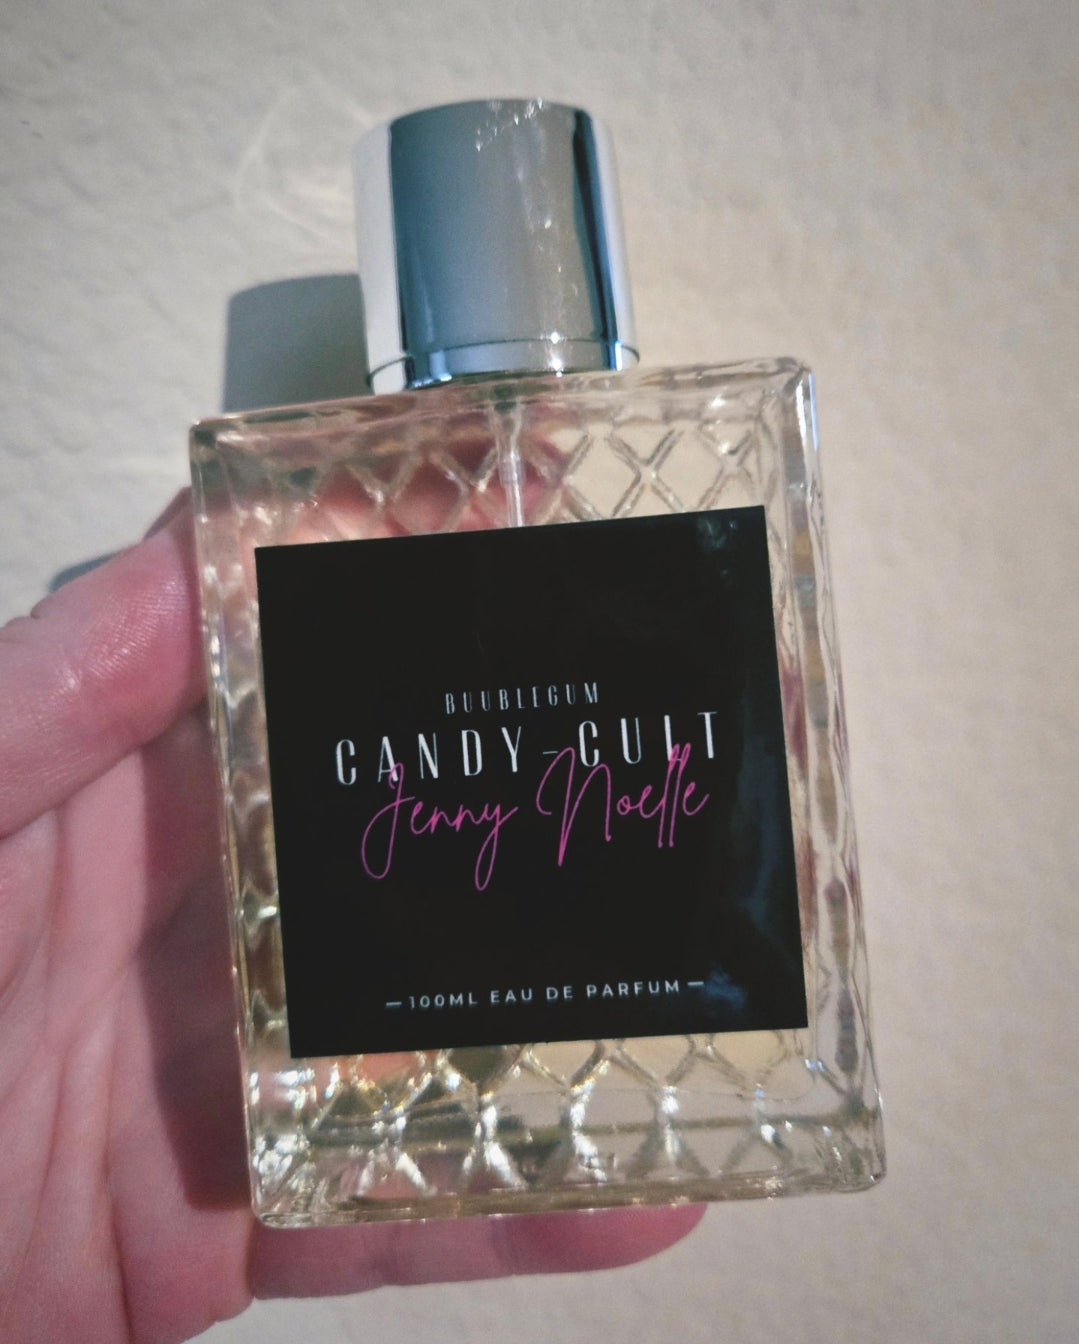 BUUBLEGUM
CANDY-CULT
Jenny Noelle
—100ML EAU DE PARFUM—